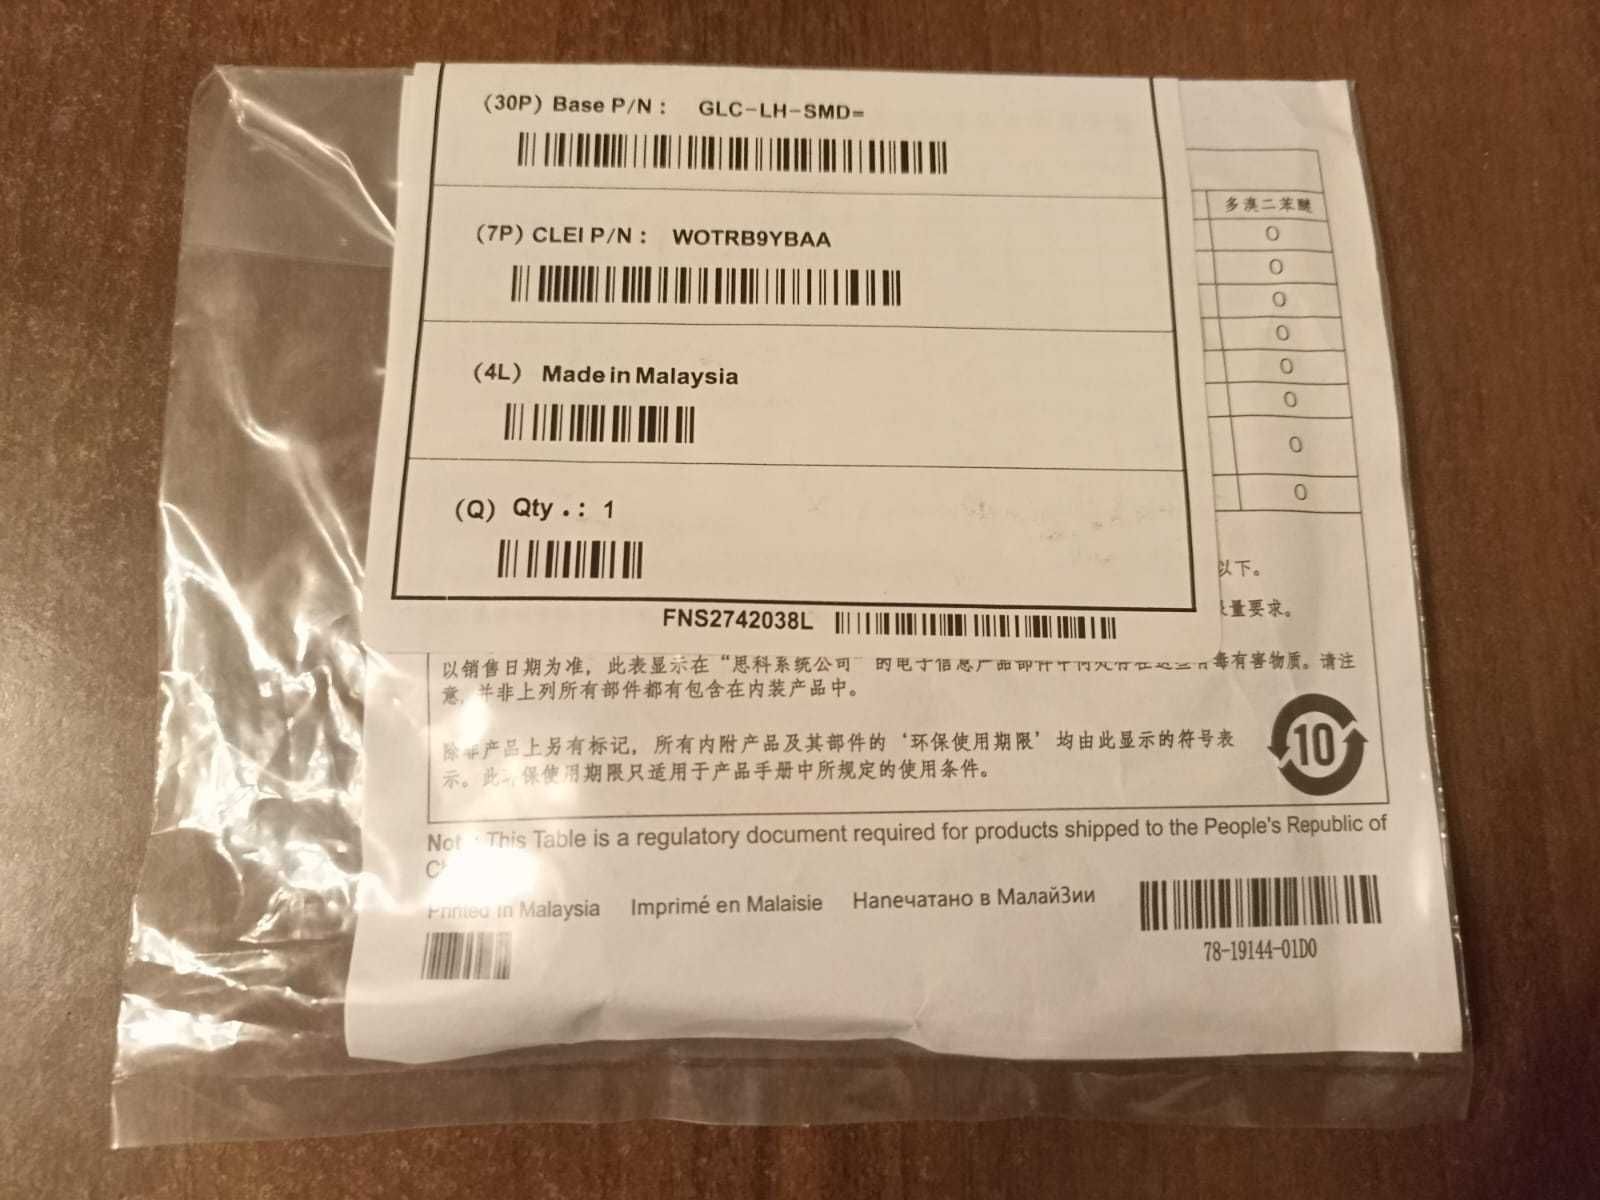 (30P) Base P/N : GLC-LH-SMD=
(7P) CLEI P/N : WOTRB9YBAA
(4L) Made in Malaysia
(Q) Qty . : 1
FNS2742038L
多溴二苯醚
O
O
O
O
O
O
O
O
以下。
量要求。
以销售日期为准，此表显示在“思科系统公司”的电子信息产品部件中何处存在这些有毒有害物质。请注
意，并非上列所有部件都有包含在内装产品中。
除非产品上另有标记，所有内附产品及其部件的‘环保使用期限’均由此显示的符号表
示。此环保使用期限只适用于产品手册中所规定的使用条件。
10
This Table is a regulatory document required for products shipped to the People's Republic of
Printed in Malaysia Imprimé en Malaisie Напечатано в МалайЗии
78-19144-01D0